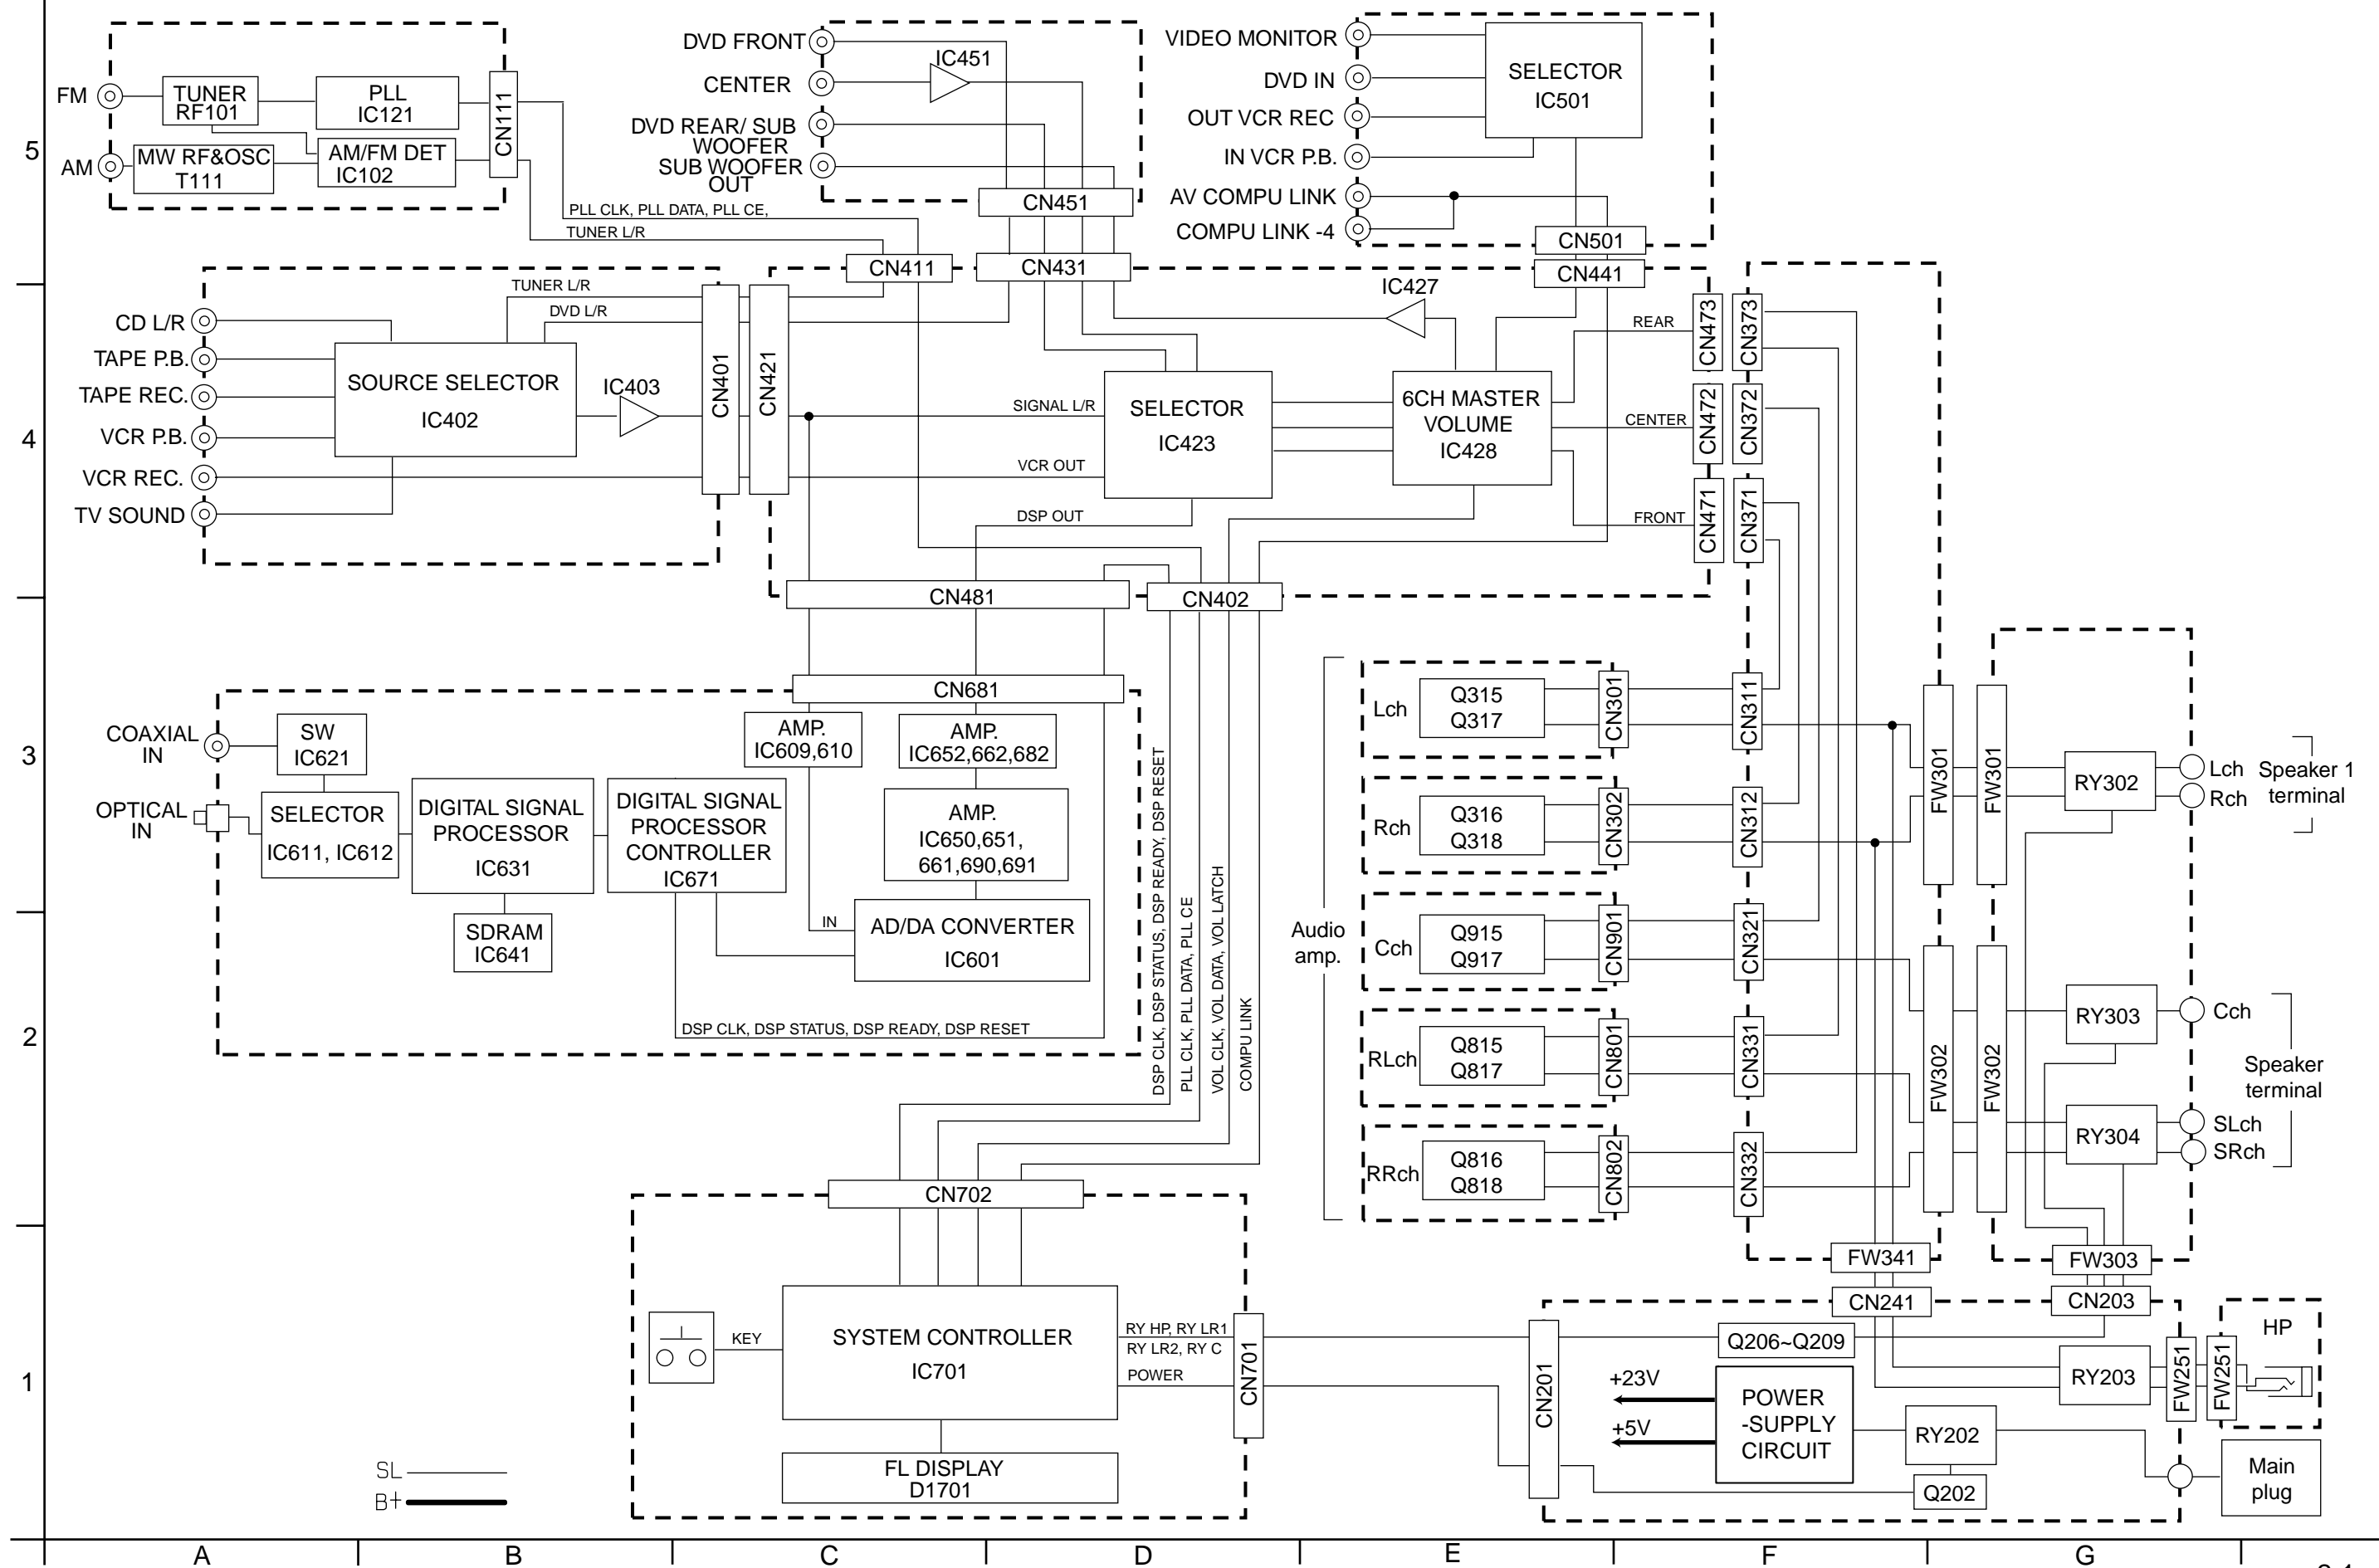 FM
TUNER
RF101
PLL
IC121
CN111
AM
MW RF&OSC
T111
AM/FM DET
IC102
PLL CLK, PLL DATA, PLL CE,
TUNER L/R
DVD FRONT
CENTER
DVD REAR/ SUB
WOOFER
SUB WOOFER
OUT
IC451
CN451
VIDEO MONITOR
DVD IN
OUT VCR REC
IN VCR P.B.
AV COMPU LINK
COMPU LINK -4
SELECTOR
IC501
CN501
5
CN411
CN431
CN441
TUNER L/R
DVD L/R
CD L/R
TAPE P.B.
TAPE REC.
VCR P.B.
VCR REC.
TV SOUND
SOURCE SELECTOR
IC402
IC403
CN401
CN421
SIGNAL L/R
VCR OUT
DSP OUT
SELECTOR
IC423
IC427
6CH MASTER
VOLUME
IC428
REAR
CENTER
FRONT
CN473
CN373
CN472
CN372
CN471
CN371
4
CN481
CN402
CN681
COAXIAL
IN
SW
IC621
OPTICAL
IN
SELECTOR
IC611, IC612
DIGITAL SIGNAL
PROCESSOR
IC631
SDRAM
IC641
DIGITAL SIGNAL
PROCESSOR
CONTROLLER
IC671
AMP.
IC609,610
AMP.
IC652,662,682
AMP.
IC650,651,
661,690,691
IN
AD/DA CONVERTER
IC601
DSP CLK, DSP STATUS, DSP READY, DSP RESET
DSP CLK, DSP STATUS, DSP READY, DSP RESET
PLL CLK, PLL DATA, PLL CE
VOL CLK, VOL DATA, VOL LATCH
COMPU LINK
3
2
Audio
amp.
Lch
Q315
Q317
CN301
CN311
Rch
Q316
Q318
CN302
CN312
Cch
Q915
Q917
CN901
CN321
RLch
Q815
Q817
CN801
CN331
RRch
Q816
Q818
CN802
CN332
FW301
FW301
FW302
FW302
RY302
Lch
Rch
Speaker 1
terminal
RY303
Cch
RY304
SLch
SRch
Speaker
terminal
FW341
FW303
CN241
CN203
CN702
KEY
SYSTEM CONTROLLER
IC701
RY HP, RY LR1
RY LR2, RY C
POWER
CN701
FL DISPLAY
D1701
CN201
Q206~Q209
+23V
+5V
POWER
-SUPPLY
CIRCUIT
RY203
RY202
Q202
FW251
FW251
HP
Main
plug
1
SL
B+
A
B
C
D
E
F
G